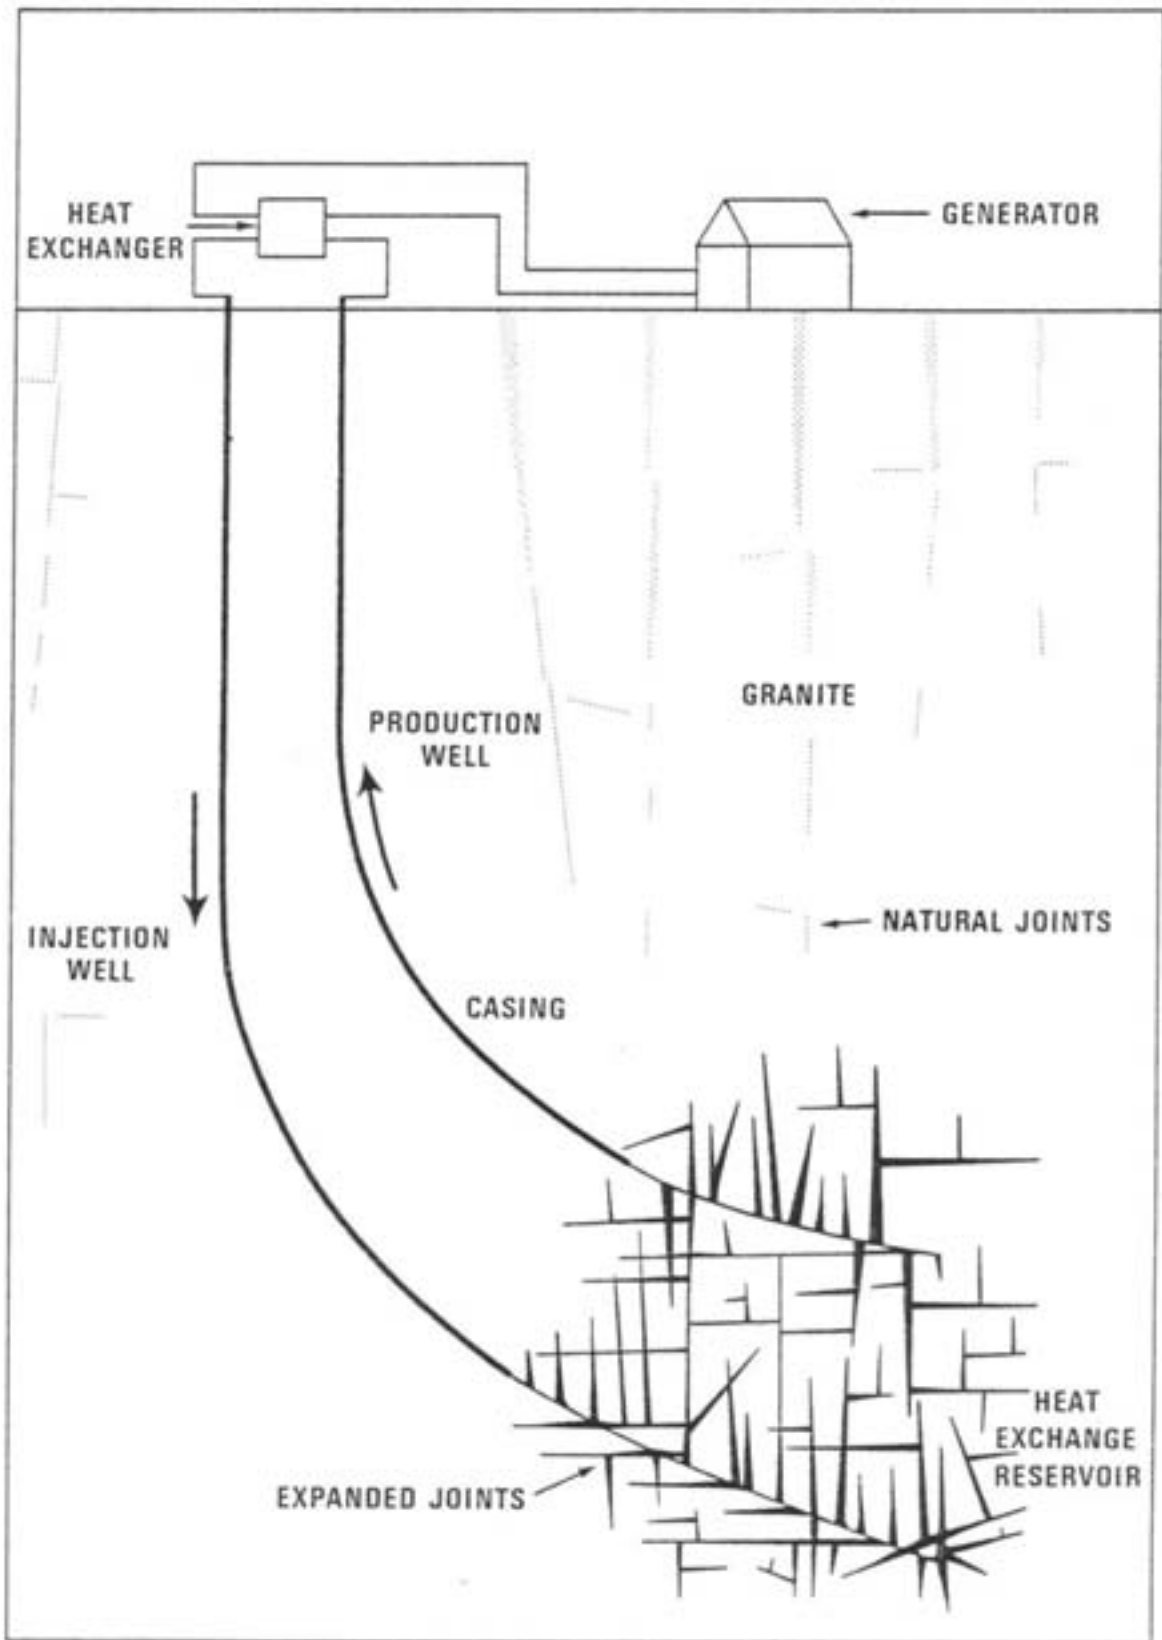 HEAT
EXCHANGER
GENERATOR
GRANITE
PRODUCTION
WELL
NATURAL JOINTS
INJECTION
WELL
CASING
HEAT
EXCHANGE
RESERVOIR
EXPANDED JOINTS